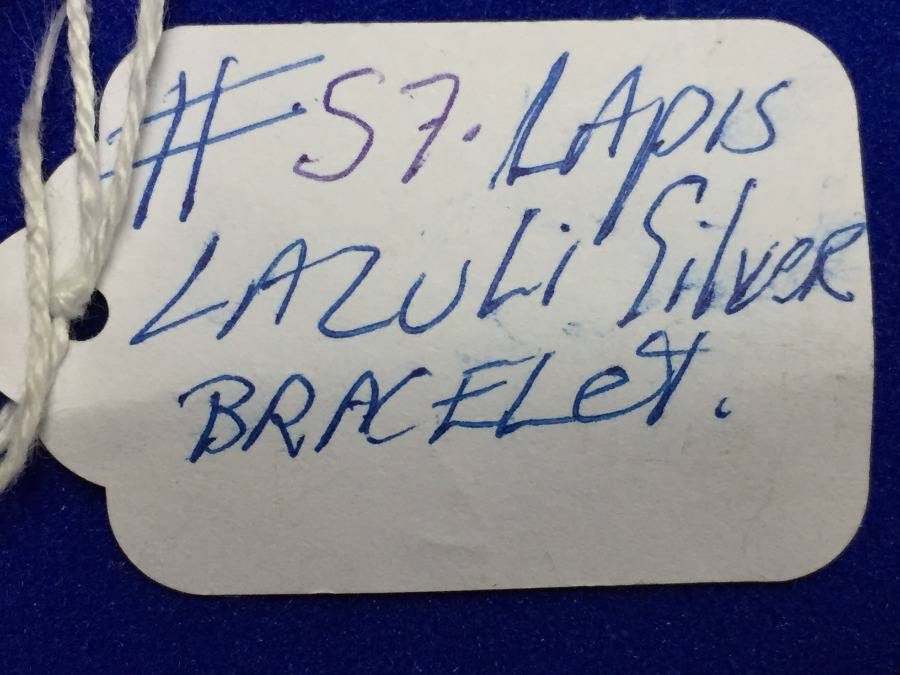 # 57. LApis
LAZULi Silver
BRACELet.